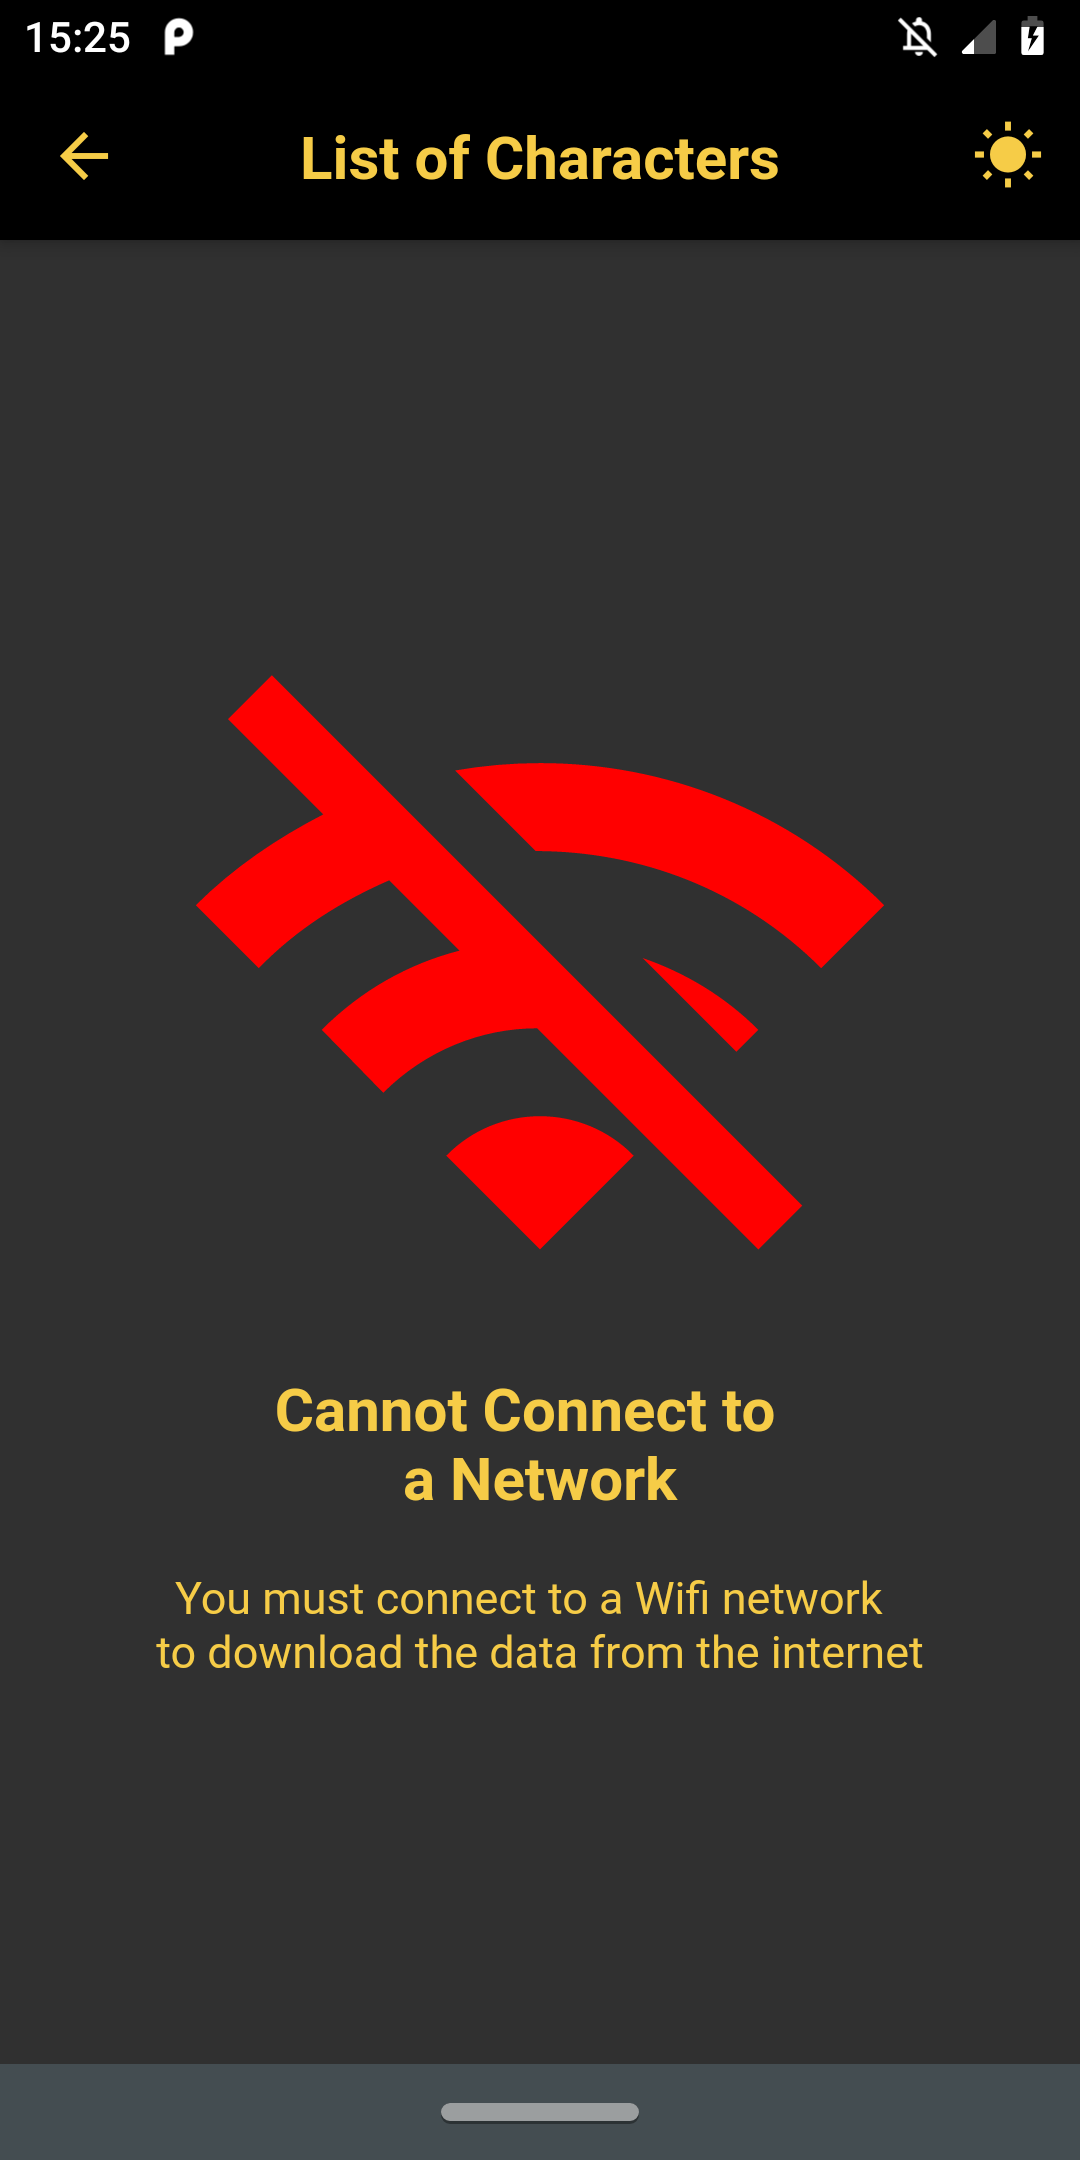 15:25
List of Characters
Cannot Connect to
a Network
You must connect to a Wifi network
to download the data from the internet